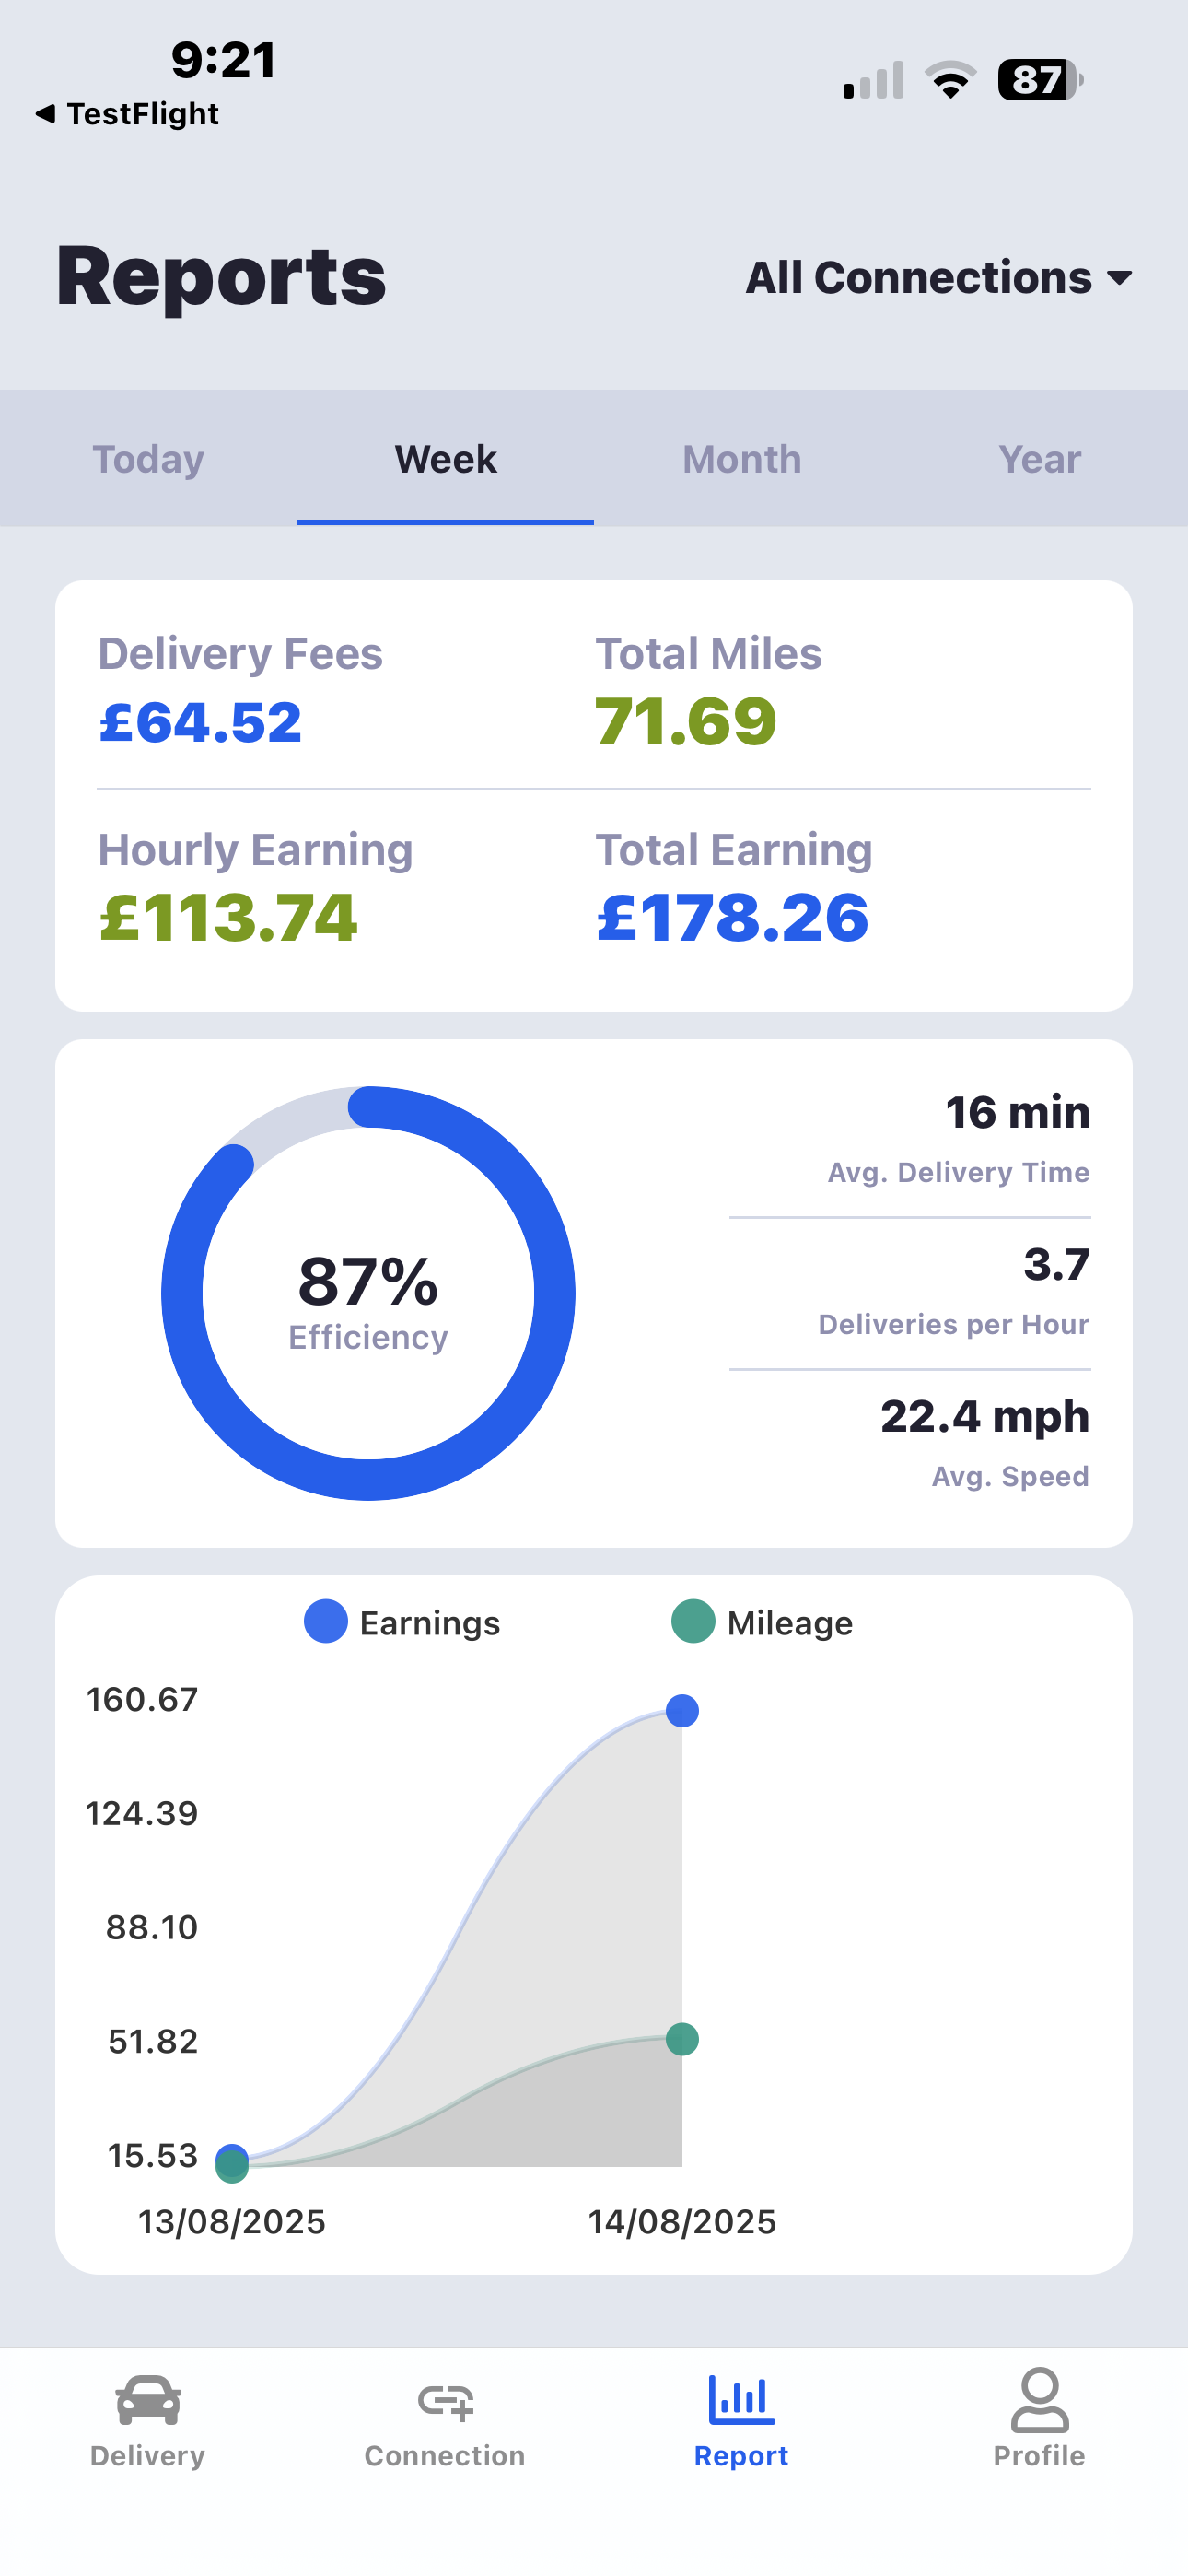 9:21
87
TestFlight
Reports
All Connections
Today Week Month Year
Delivery Fees Total Miles
£64.52 71.69
Hourly Earning Total Earning
£113.74 £178.26
87%
Efficiency
16 min
Avg. Delivery Time
3.7
Deliveries per Hour
22.4 mph
Avg. Speed
Earnings Mileage
160.67
124.39
88.10
51.82
15.53
13/08/2025 14/08/2025
Delivery Connection Report Profile